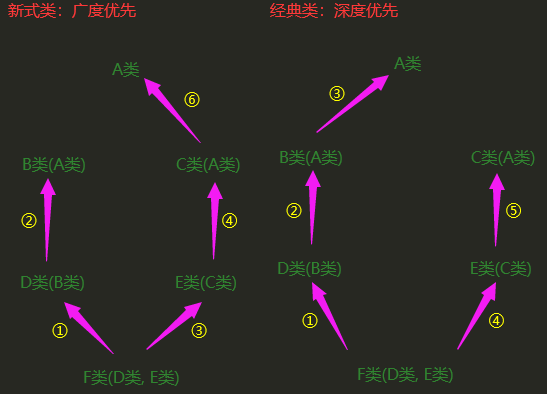 新式类：广度优先
经典类：深度优先
A类
⑥
B类(A类)
C类(A类)
②
④
D类(B类)
E类(C类)
①
③
F类(D类, E类)
A类
③
B类(A类)
C类(A类)
②
⑤
D类(B类)
E类(C类)
①
④
F类(D类, E类)